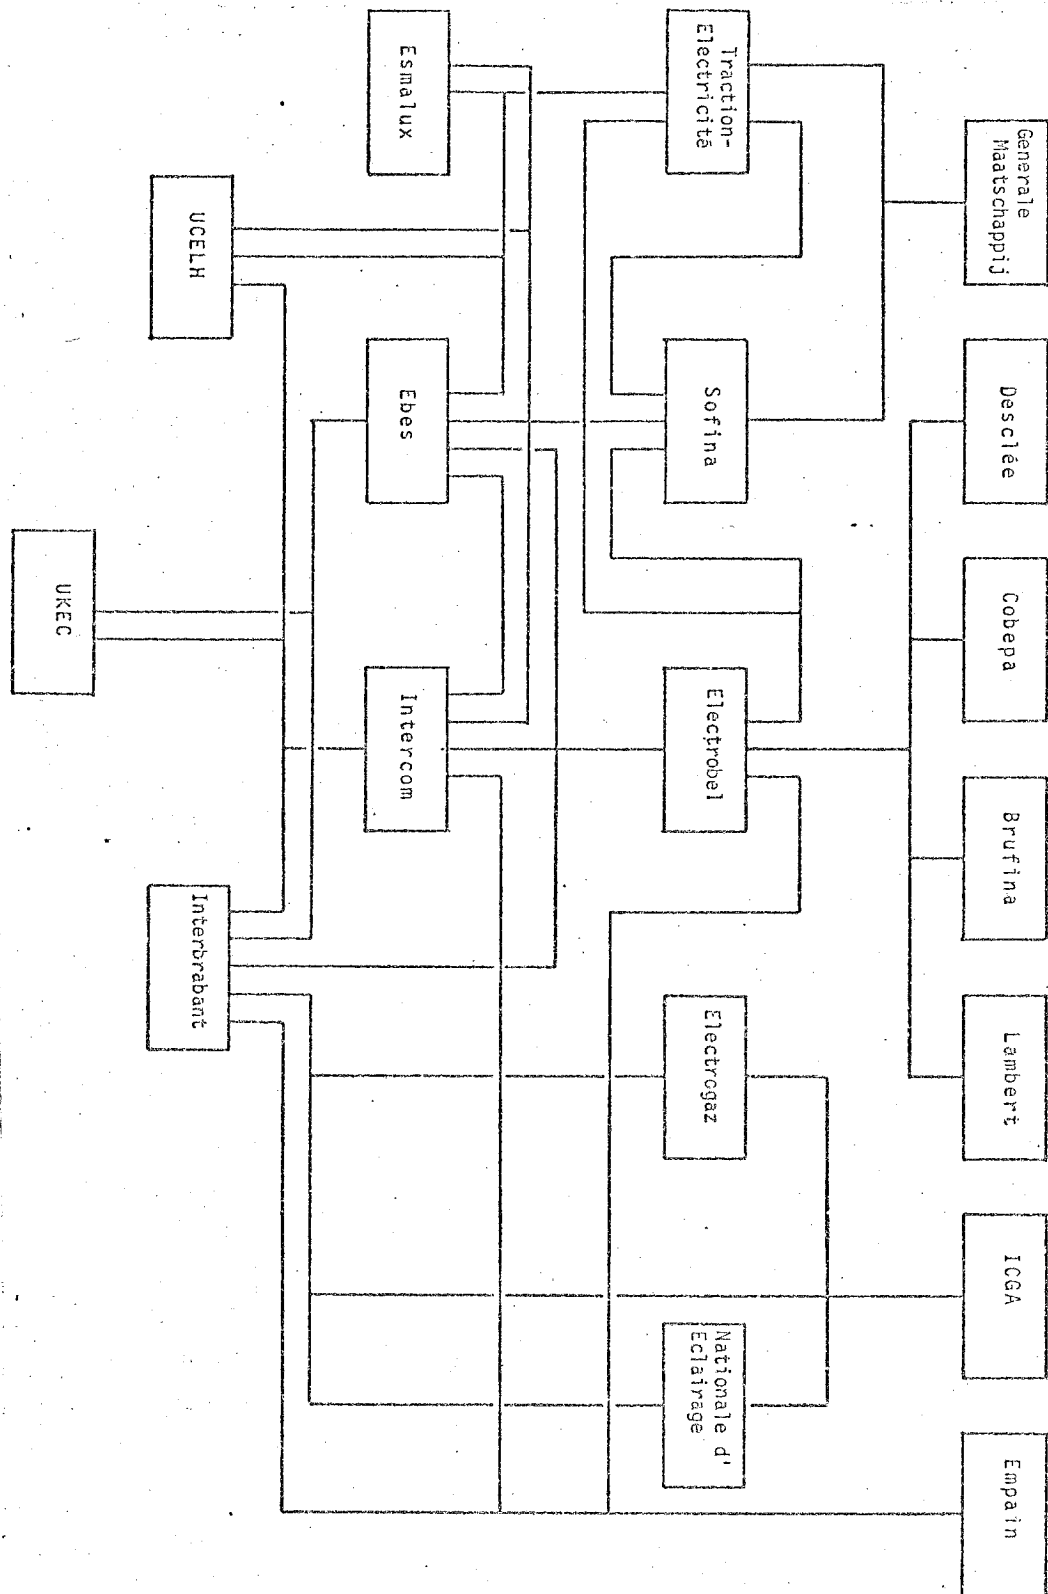 Generale
Maatschappij
Desclée
Cobepa
Brufina
Lambert
ICGA
Empain
Traction-
Electricité
Sofina
Electrobel
Electrogaz
Nationale d'
Eclairage
Esmalux
Ebes
Intercom
UCELH
Interbrabant
UKEC